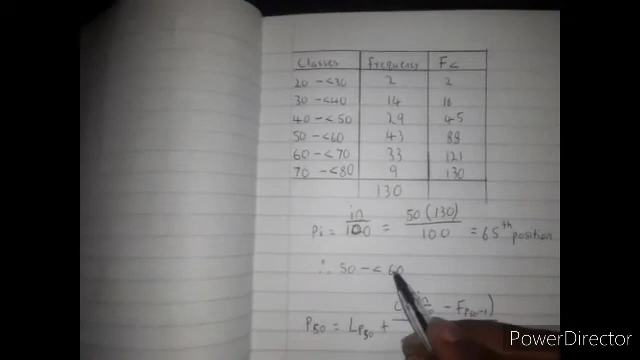 Classes frequency F<
20 - <30 2 2
30 - <40 14 16
40 - <50 29 45
50 - <60 43 88
60 - <70 33 121
70 - <80 9 130
130
Pi = in/100 = 50(130)/100 = 65th position
∴ 50 - < 60
P50 = LP50 + - FP50-1)
PowerDirector